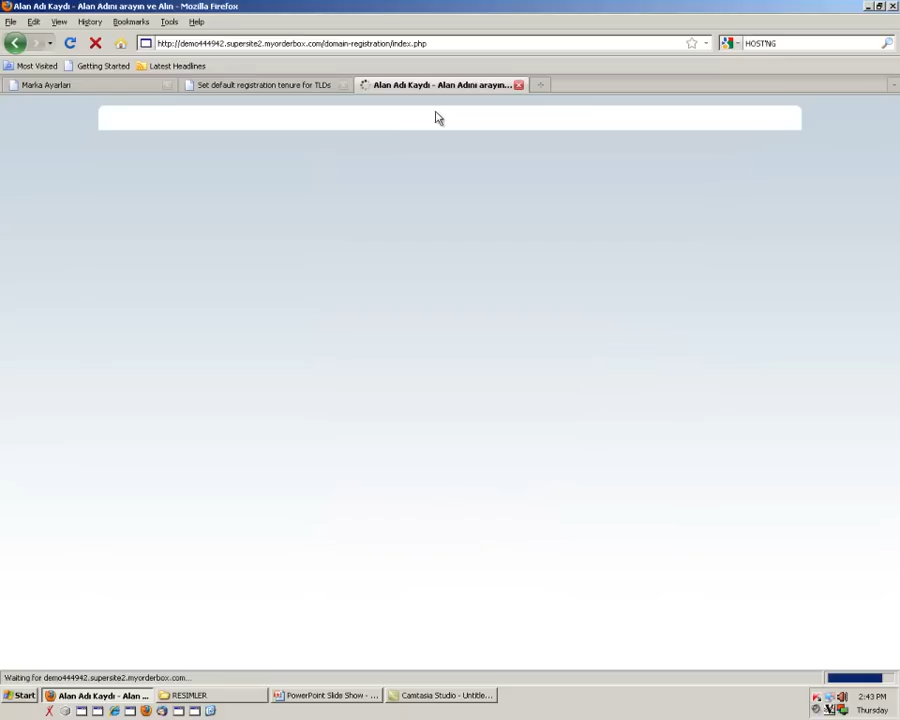 Alan Adı Kaydı - Alan Adını arayın ve Alın - Mozilla Firefox
File Edit View History Bookmarks Tools Help
http://demo444942.supersite2.myorderbox.com/domain-registration/index.php
HOSTNG
Most Visited Getting Started Latest Headlines
Marka Ayarları
Set default registration tenure for TLDs
Alan Adı Kaydı - Alan Adını arayın...
Waiting for demo444942.supersite2.myorderbox.com...
Start
Alan Adı Kaydı - Alan ...
RESIMLER
PowerPoint Slide Show - ...
Camtasia Studio - Untitle...
2:43 PM
Thursday